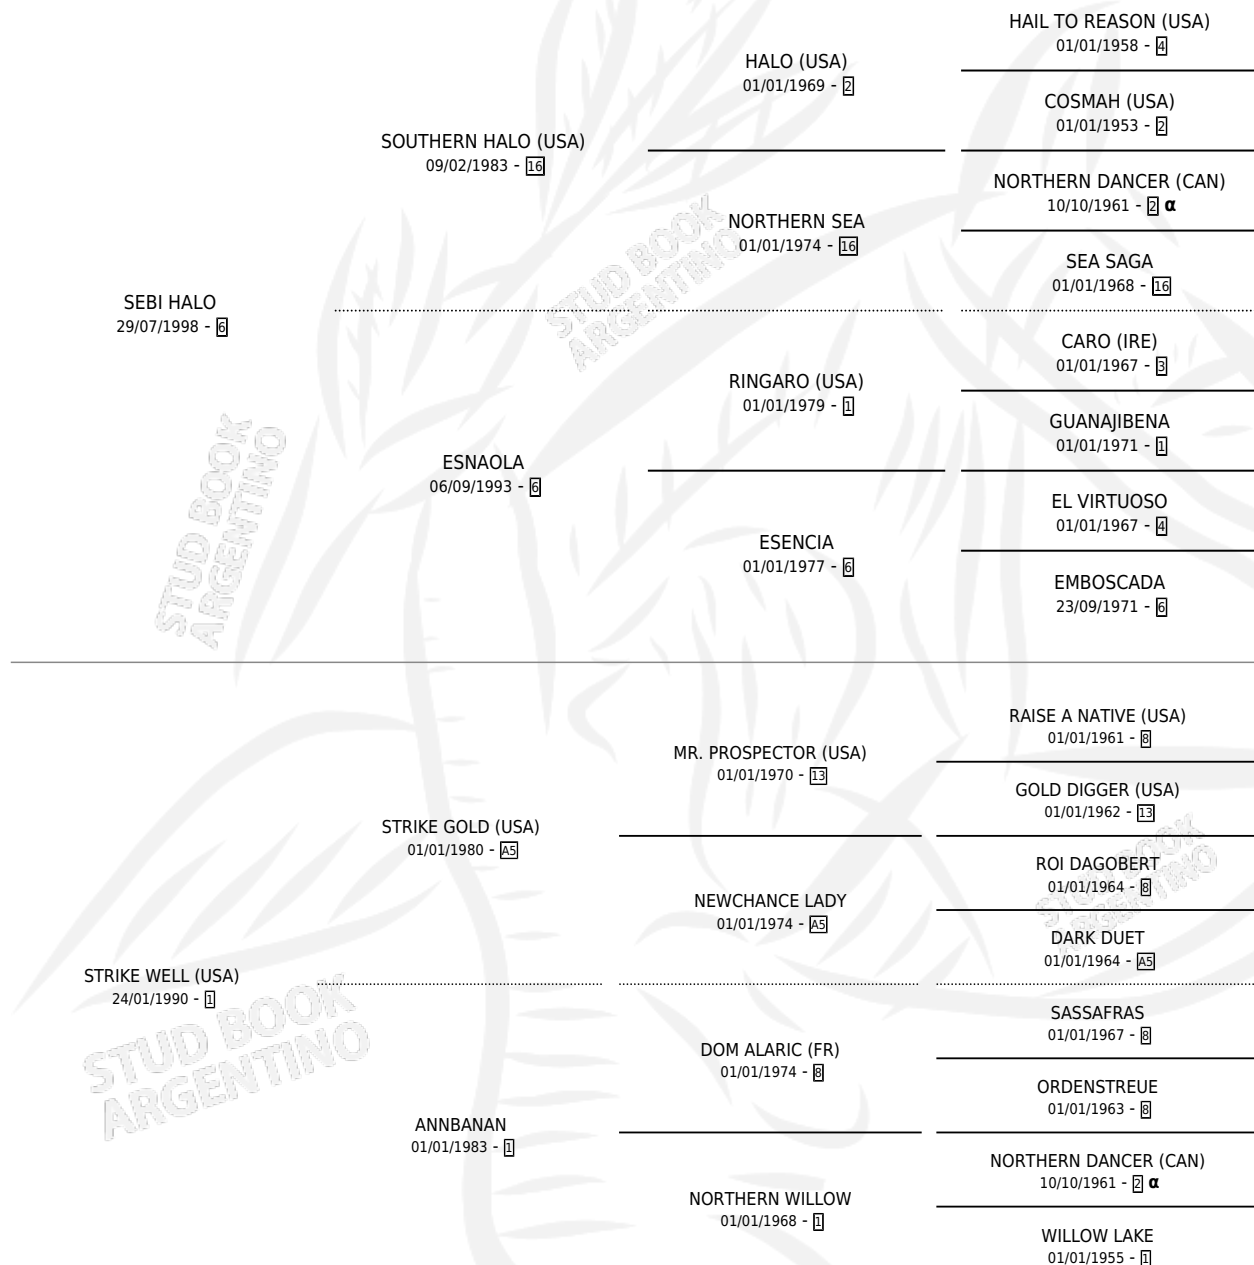 HAIL TO REASON (USA)
01/01/1958 - 4
HALO (USA)
01/01/1969 - 2
COSMAH (USA)
01/01/1953 - 2
SOUTHERN HALO (USA)
09/02/1983 - 16
NORTHERN DANCER (CAN)
10/10/1961 - 2 α
NORTHERN SEA
01/01/1974 - 16
SEA SAGA
01/01/1968 - 16
SEBI HALO
29/07/1998 - 6
CARO (IRE)
01/01/1967 - 3
RINGARO (USA)
01/01/1979 - 1
GUANAJIBENA
01/01/1971 - 1
ESNAOLA
06/09/1993 - 6
EL VIRTUOSO
01/01/1967 - 4
ESENCIA
01/01/1977 - 6
EMBOSCADA
23/09/1971 - 6
RAISE A NATIVE (USA)
01/01/1961 - 8
MR. PROSPECTOR (USA)
01/01/1970 - 13
GOLD DIGGER (USA)
01/01/1962 - 13
STRIKE GOLD (USA)
01/01/1980 - A5
ROI DAGOBERT
01/01/1964 - 8
NEWCHANCE LADY
01/01/1974 - A5
DARK DUET
01/01/1964 - A5
STRIKE WELL (USA)
24/01/1990 - 1
SASSAFRAS
01/01/1967 - 8
DOM ALARIC (FR)
01/01/1974 - 8
ORDENSTREUE
01/01/1963 - 8
ANNBANAN
01/01/1983 - 1
NORTHERN DANCER (CAN)
10/10/1961 - 2 α
NORTHERN WILLOW
01/01/1968 - 1
WILLOW LAKE
01/01/1955 - 1
STUD BOOK
ARGENTINO
STUD BOOK
ARGENTINO
STUD BOOK
ARGENTINO
STUD BOOK
ARGENTINO